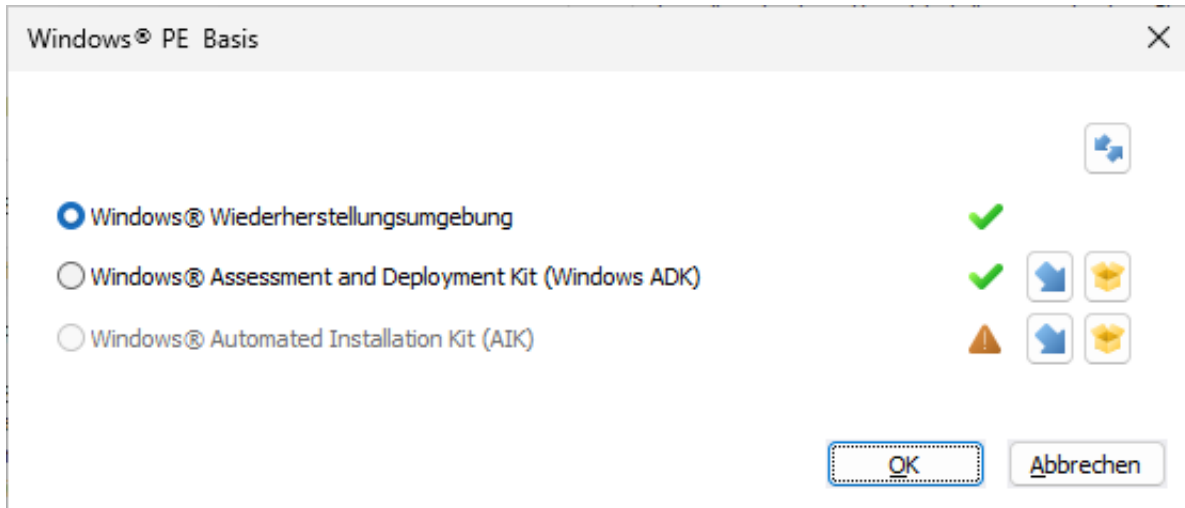 Windows® PE Basis
Windows® Wiederherstellungsumgebung
Windows® Assessment and Deployment Kit (Windows ADK)
Windows® Automated Installation Kit (AIK)
OK
Abbrechen